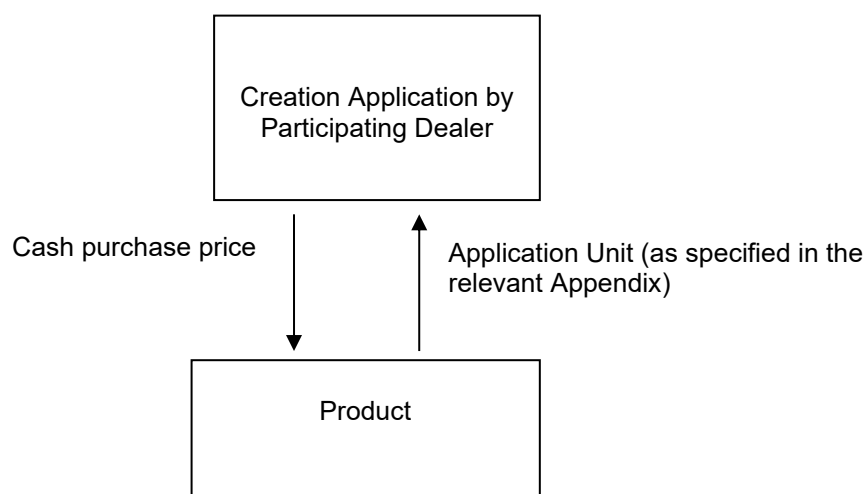 Creation Application by
Participating Dealer
Cash purchase price
Application Unit (as specified in the
relevant Appendix)
Product